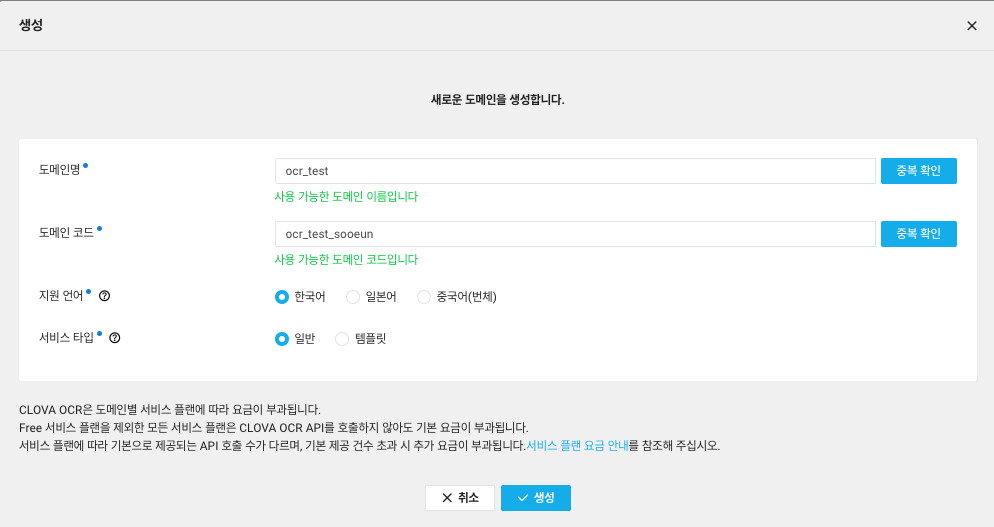 생성
새로운 도메인을 생성합니다.
도메인명
ocr_test
중복 확인
사용 가능한 도메인 이름입니다
도메인 코드
ocr_test_sooeun
중복 확인
사용 가능한 도메인 코드입니다
지원 언어 한국어 일본어 중국어(번체)
서비스 타입 일반 템플릿
CLOVA OCR은 도메인별 서비스 플랜에 따라 요금이 부과됩니다.
Free 서비스 플랜을 제외한 모든 서비스 플랜은 CLOVA OCR API를 호출하지 않아도 기본 요금이 부과됩니다.
서비스 플랜에 따라 기본으로 제공되는 API 호출 수가 다르며, 기본 제공 건수 초과 시 추가 요금이 부과됩니다.서비스 플랜 요금 안내를 참조해 주십시오.
취소 생성